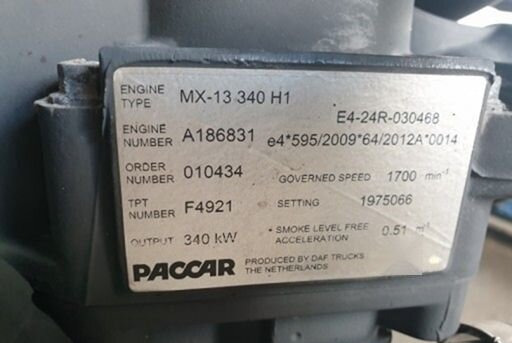 ENGINE TYPE MX-13 340 H1
E4-24R-030468
ENGINE NUMBER A186831 e4*595/2009*64/2012A*0014
ORDER NUMBER 010434 GOVERNED SPEED 1700 min⁻¹
TPT NUMBER F4921 SETTING 1975066
OUTPUT 340 kW • SMOKE LEVEL FREE ACCELERATION 0.51 m⁻¹
PACCAR PRODUCED BY DAF TRUCKS
THE NETHERLANDS